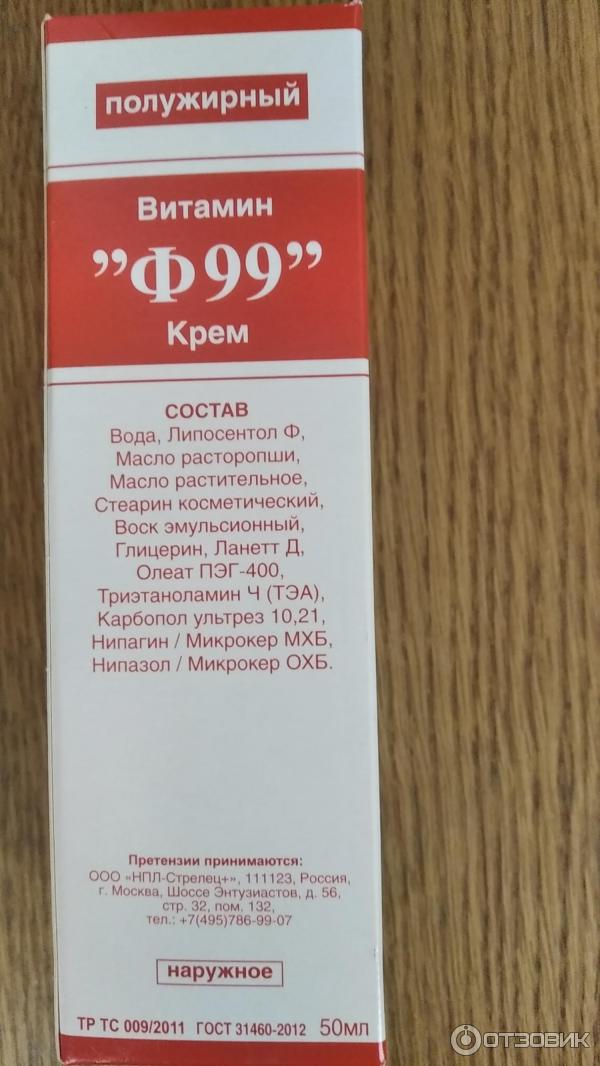 полужирный
Витамин
”Ф99”
Крем
СОСТАВ
Вода, Липосентол Ф,
Масло расторопши,
Масло растительное,
Стеарин косметический,
Воск эмульсионный,
Глицерин, Ланетт Д,
Олеат ПЭГ-400,
Триэтаноламин Ч (ТЭА),
Карбопол ультрез 10,21,
Нипагин / Микрокер МХБ,
Нипазол / Микрокер ОХБ.
Претензии принимаются:
ООО «НПЛ-Стрелец+», 111123, Россия,
г. Москва, Шоссе Энтузиастов, д. 56,
стр. 32, пом, 132,
тел.: +7(495)786-99-07
наружное
ТР ТС 009/2011 ГОСТ 31460-2012 50мл
ОТЗОВИК